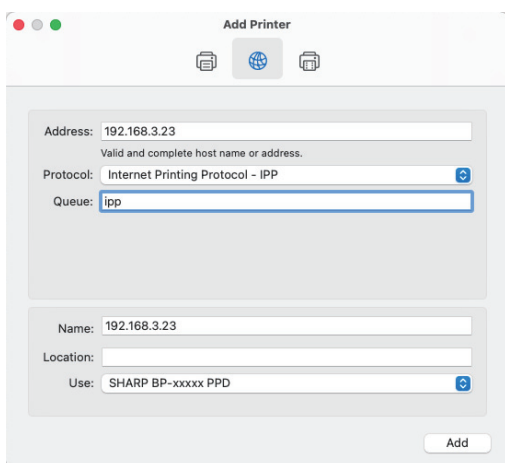 Add Printer
Address: 192.168.3.23
Valid and complete host name or address.
Protocol: Internet Printing Protocol - IPP
Queue: ipp
Name: 192.168.3.23
Location:
Use: SHARP BP-xxxxx PPD
Add